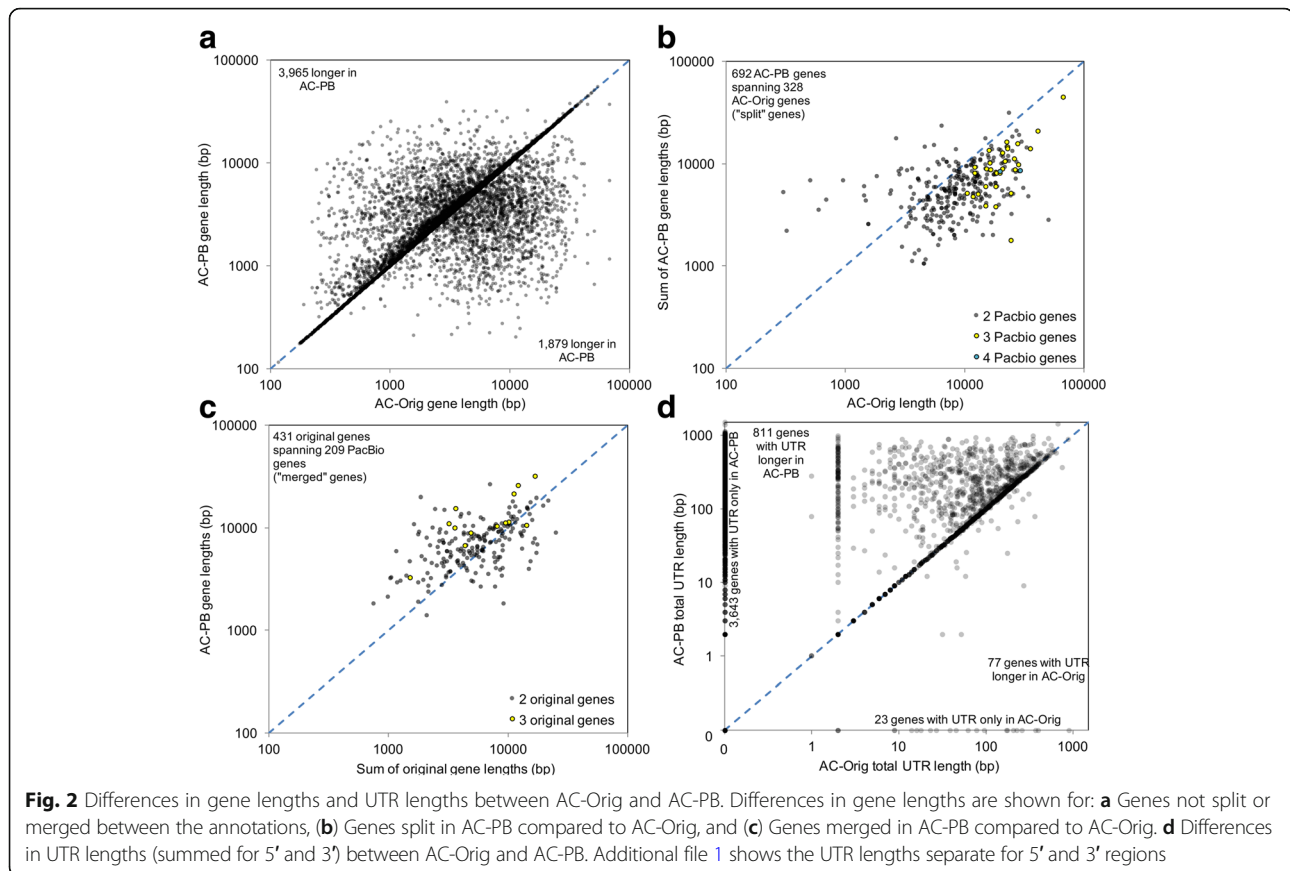 a
100000
10000
1000
100
AC-PB gene length (bp)
3,965 longer in
AC-PB
1,879 longer in
AC-PB
100
1000
10000
100000
AC-Orig gene length (bp)
b
100000
10000
1000
100
Sum of AC-PB gene lengths (bp)
692 AC-PB genes
spanning 328
AC-Orig genes
("split" genes)
2 Pacbio genes
3 Pacbio genes
4 Pacbio genes
100
1000
10000
100000
AC-Orig length (bp)
c
100000
10000
1000
100
AC-PB gene lengths (bp)
431 original genes
spanning 209 PacBio
genes
("merged" genes)
2 original genes
3 original genes
100
1000
10000
100000
Sum of original gene lengths (bp)
d
1000
100
10
1
0
AC-PB total UTR length (bp)
3,643 genes with UTR only in AC-PB
811 genes
with UTR
longer in
AC-PB
77 genes with UTR
longer in AC-Orig
23 genes with UTR only in AC-Orig
0
1
10
100
1000
AC-Orig total UTR length (bp)
Fig. 2 Differences in gene lengths and UTR lengths between AC-Orig and AC-PB. Differences in gene lengths are shown for: a Genes not split or
merged between the annotations, (b) Genes split in AC-PB compared to AC-Orig, and (c) Genes merged in AC-PB compared to AC-Orig. d Differences
in UTR lengths (summed for 5′ and 3′) between AC-Orig and AC-PB. Additional file 1 shows the UTR lengths separate for 5′ and 3′ regions